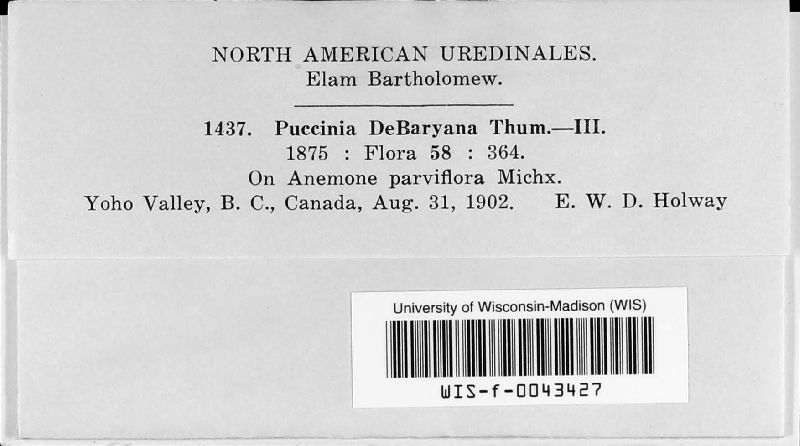 NORTH AMERICAN UREDINALES.
Elam Bartholomew.
1437. Puccinia DeBaryana Thum.—III.
1875 : Flora 58 : 364.
On Anemone parviflora Michx.
Yoho Valley, B. C., Canada, Aug. 31, 1902. E. W. D. Holway
University of Wisconsin-Madison (WIS)
WIS-f-0043427